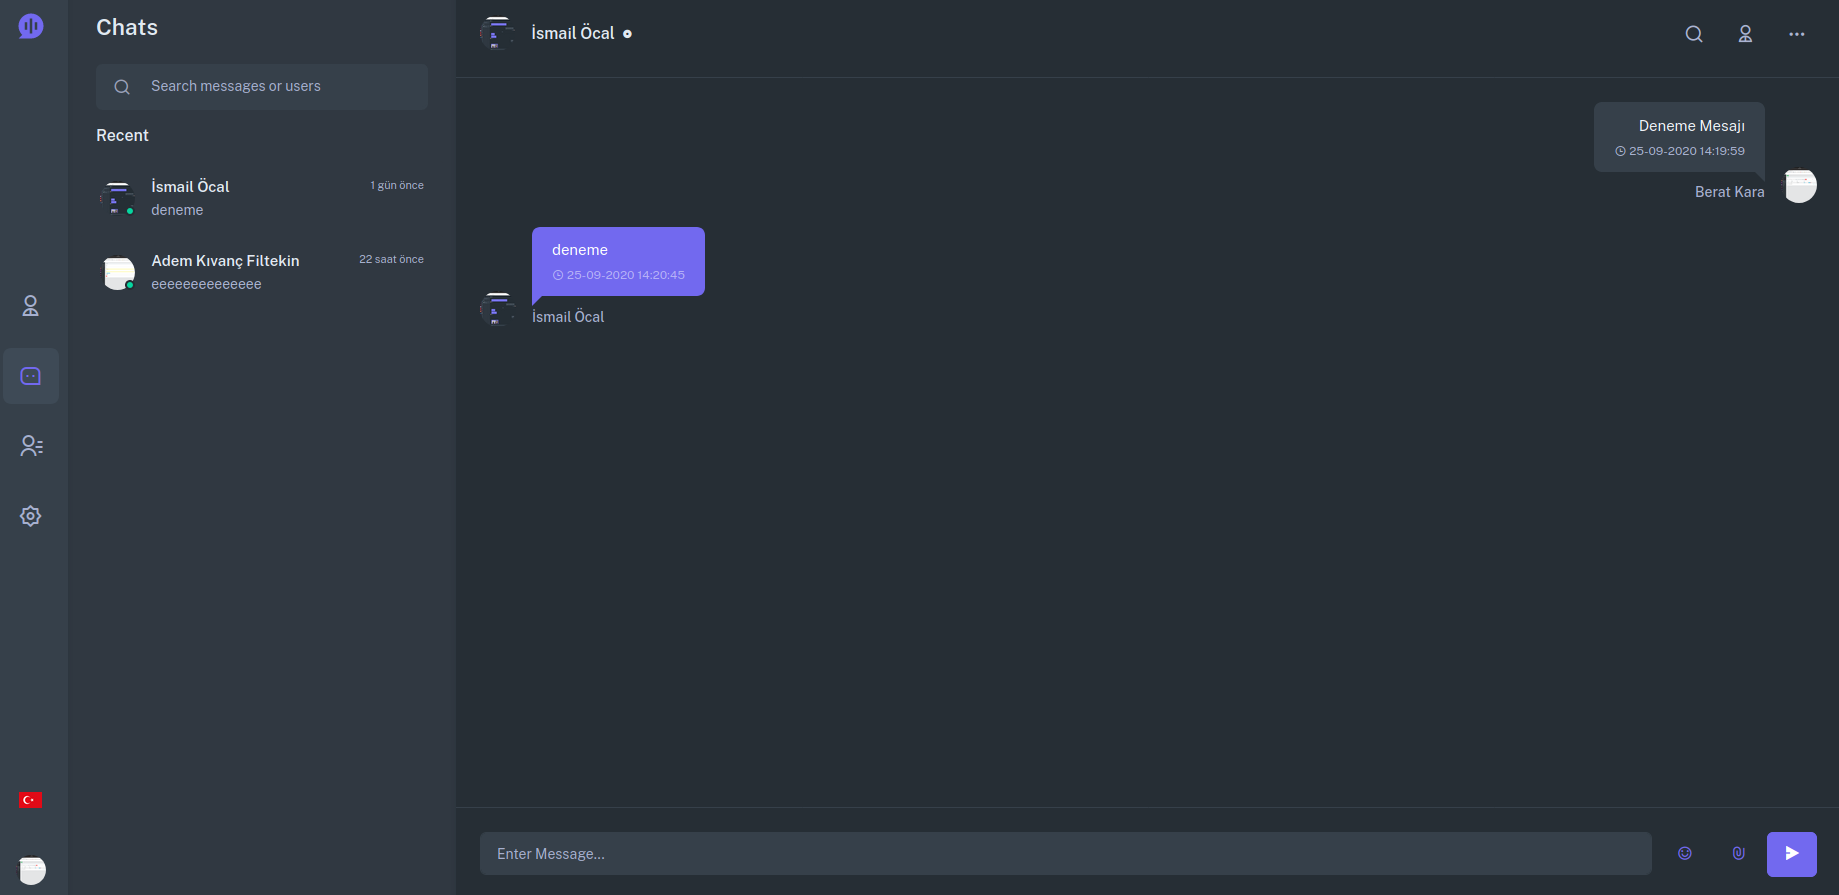 Chats
Search messages or users
Recent
İsmail Öcal
1 gün önce
deneme
Adem Kıvanç Filtekin
22 saat önce
eeeeeeeeeeeeee
İsmail Öcal
Deneme Mesajı
25-09-2020 14:19:59
Berat Kara
deneme
25-09-2020 14:20:45
İsmail Öcal
Enter Message...